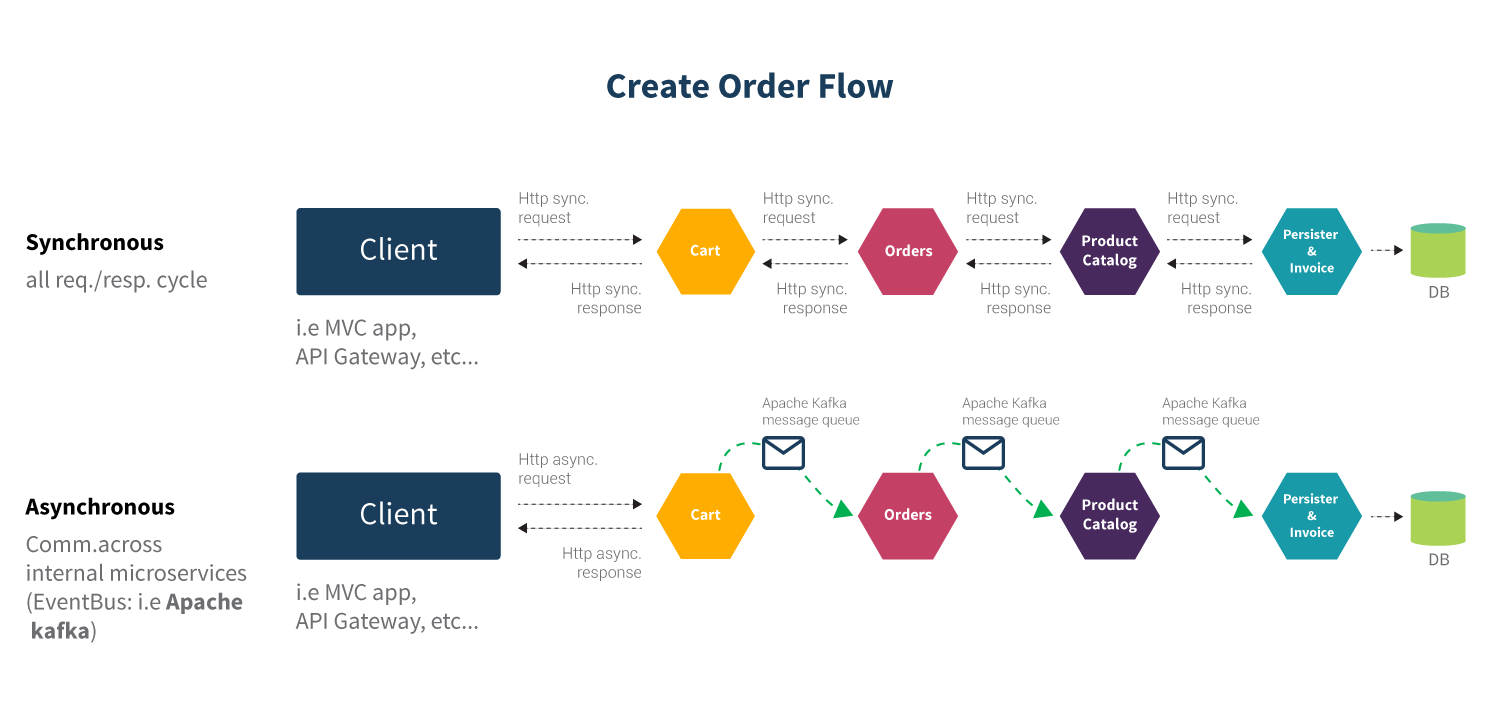 Create Order Flow
Synchronous
all req./resp. cycle
Client
i.e MVC app,
API Gateway, etc...
Http sync.
request
Http sync.
response
Cart
Http sync.
request
Http sync.
response
Orders
Http sync.
request
Http sync.
response
Product
Catalog
Http sync.
request
Http sync.
response
Persister
&
Invoice
DB
Asynchronous
Comm.across
internal microservices
(EventBus: i.e Apache
kafka)
Client
i.e MVC app,
API Gateway, etc...
Http async.
request
Http async.
response
Cart
Apache Kafka
message queue
Orders
Apache Kafka
message queue
Product
Catalog
Apache Kafka
message queue
Persister
&
Invoice
DB